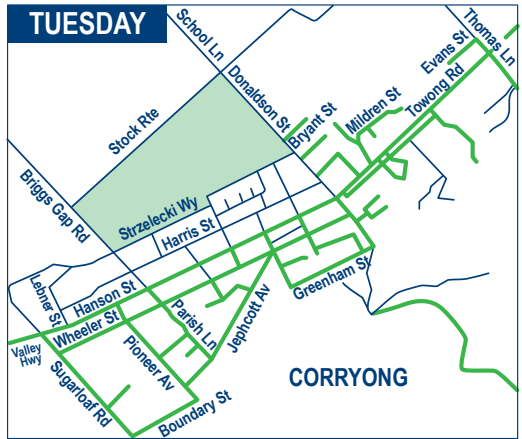 TUESDAY
School Ln
Thomas Ln
Evans St
Donaldson St
Towong Rd
Mildren St
Bryant St
Stock Rte
Briggs Gap Rd
Strzelecki Wy
Harris St
Lebner St
Hanson St
Greenham St
Wheeler St
Parish Ln
Jephcott Av
Valley
Hwy
Pioneer Av
Sugarloaf Rd
Boundary St
CORRYONG